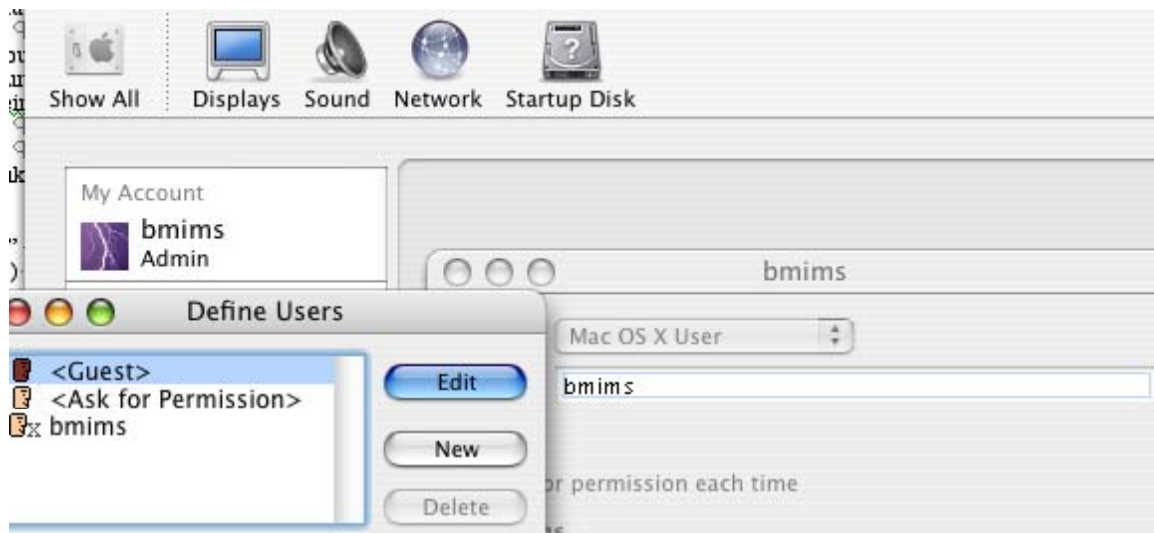 Show All Displays Sound Network Startup Disk
My Account
bmims
Admin
bmims
Define Users
Mac OS X User
<Guest>
<Ask for Permission>
x bmims
Edit
New
Delete
bmims
permission each time